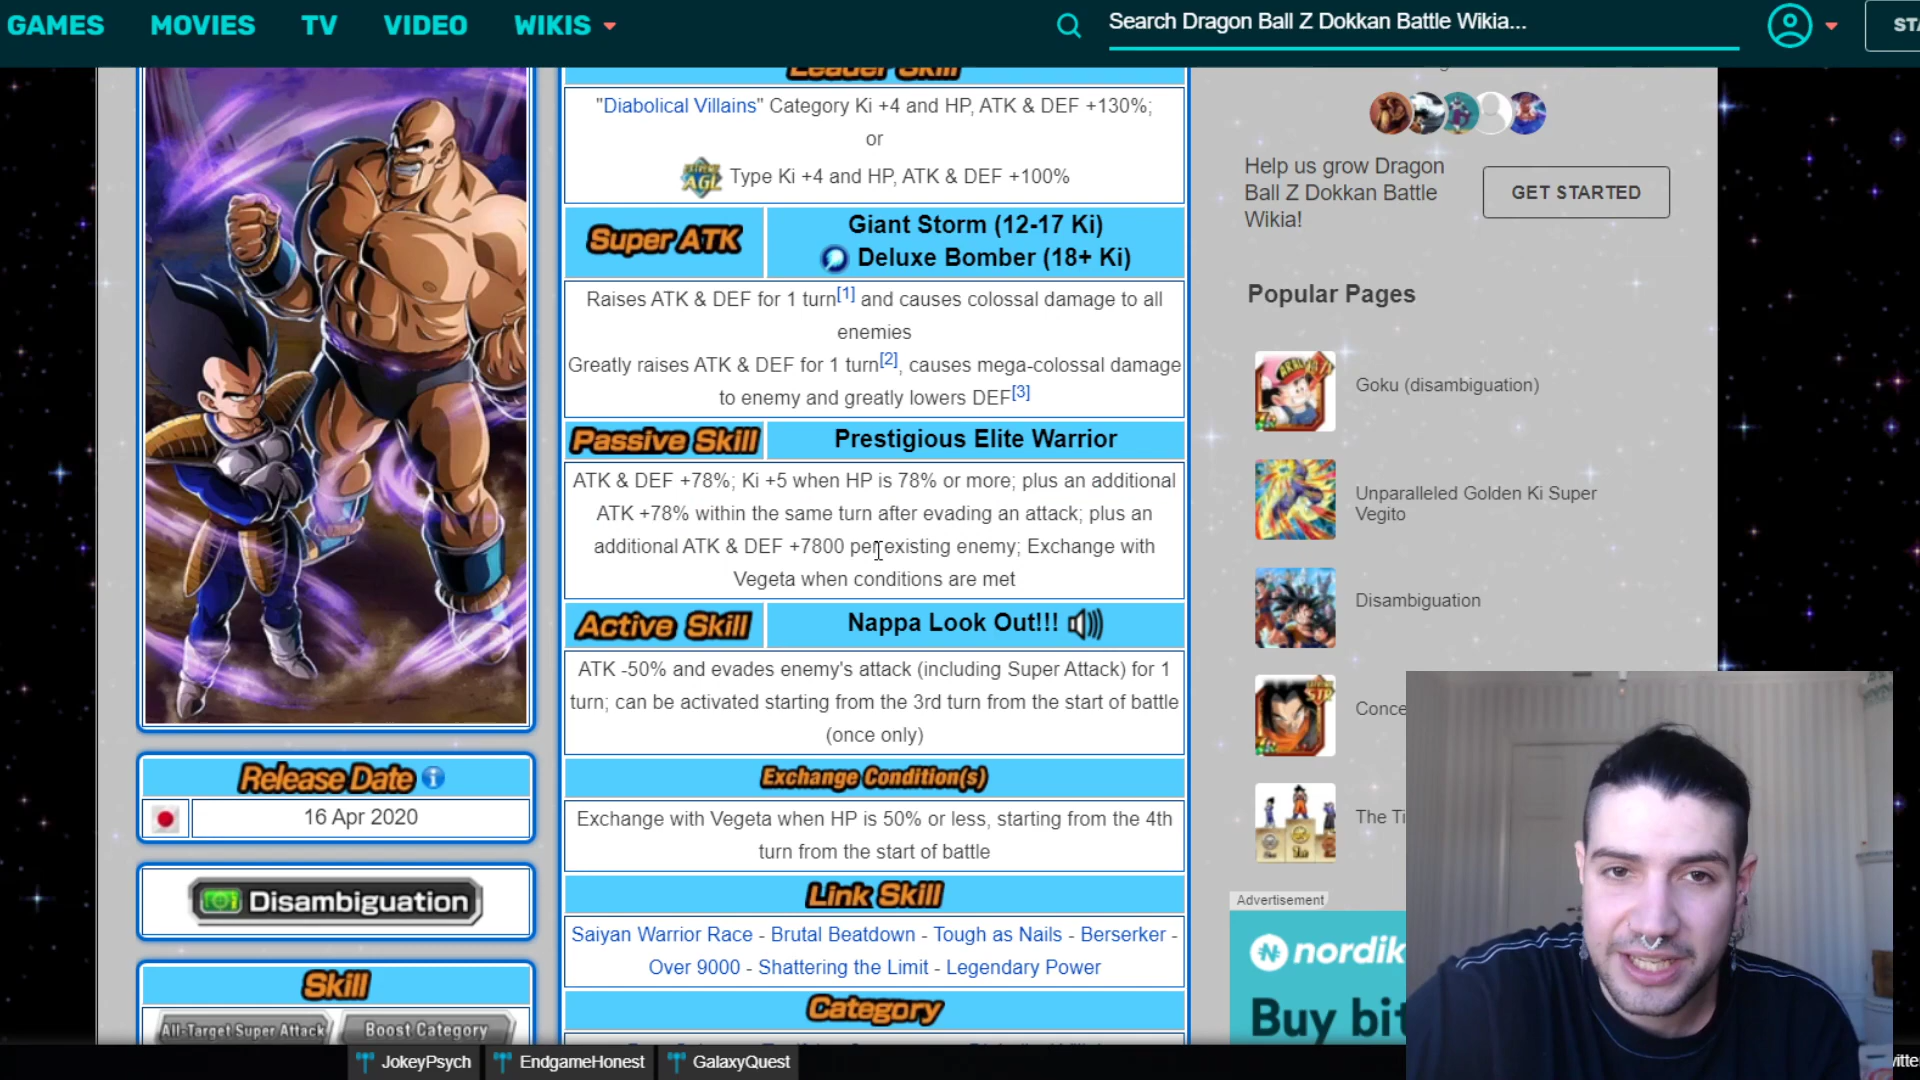 GAMES MOVIES TV VIDEO WIKIS
Search Dragon Ball Z Dokkan Battle Wikia...
Leader Skill
"Diabolical Villains" Category Ki +4 and HP, ATK & DEF +130%;
or
EXTREME AGL Type Ki +4 and HP, ATK & DEF +100%
Super ATK
Giant Storm (12-17 Ki)
Deluxe Bomber (18+ Ki)
Raises ATK & DEF for 1 turn[1] and causes colossal damage to all
enemies
Greatly raises ATK & DEF for 1 turn[2], causes mega-colossal damage
to enemy and greatly lowers DEF[3]
Passive Skill
Prestigious Elite Warrior
ATK & DEF +78%; Ki +5 when HP is 78% or more; plus an additional
ATK +78% within the same turn after evading an attack; plus an
additional ATK & DEF +7800 per existing enemy; Exchange with
Vegeta when conditions are met
Active Skill
Nappa Look Out!!!
ATK -50% and evades enemy's attack (including Super Attack) for 1
turn; can be activated starting from the 3rd turn from the start of battle
(once only)
Exchange Condition(s)
Exchange with Vegeta when HP is 50% or less, starting from the 4th
turn from the start of battle
Link Skill
Saiyan Warrior Race - Brutal Beatdown - Tough as Nails - Berserker -
Over 9000 - Shattering the Limit - Legendary Power
Category
Release Date
16 Apr 2020
Disambiguation
Skill
All-Target Super Attack
Boost Category
Help us grow Dragon
Ball Z Dokkan Battle
Wikia!
GET STARTED
Popular Pages
Goku (disambiguation)
Unparalleled Golden Ki Super
Vegito
Disambiguation
Conce
The Ti
Advertisement
nordik
Buy bit
JokeyPsych
EndgameHonest
GalaxyQuest